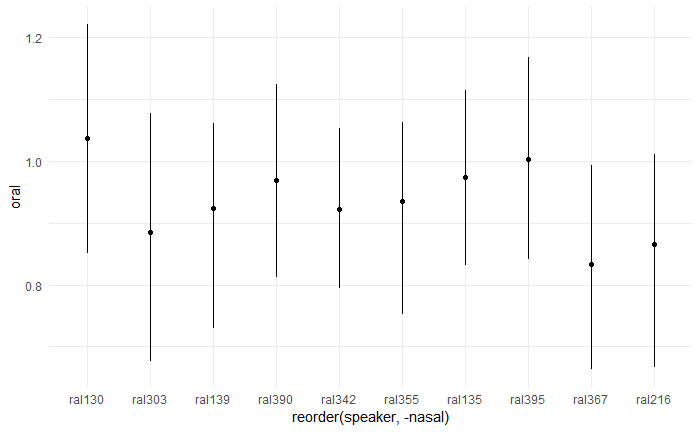 1.2
1.0
0.8
oral
ral130 ral303 ral139 ral390 ral342 ral355 ral135 ral395 ral367 ral216
reorder(speaker, -nasal)